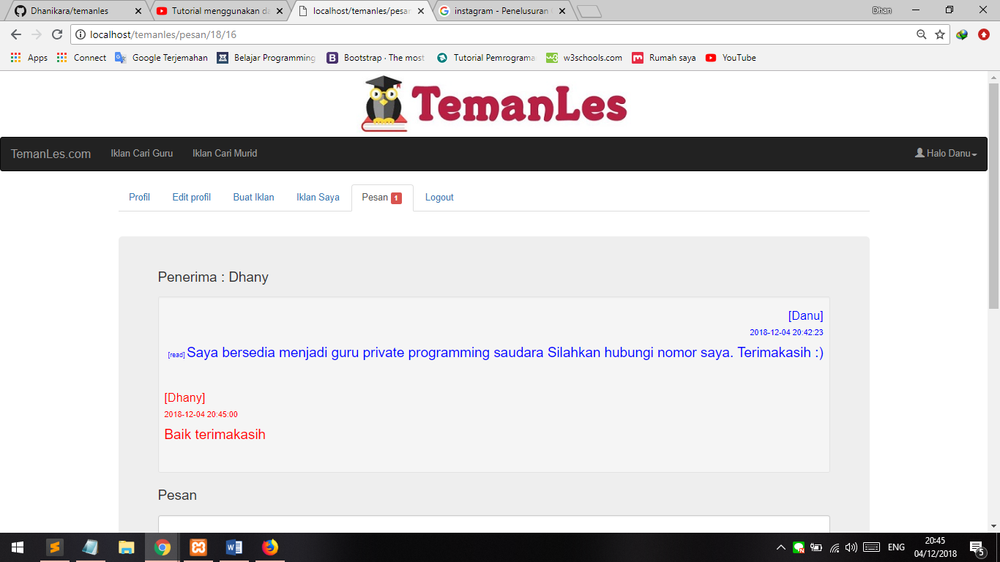 Dhanikara/temanles
Tutorial menggunakan da
localhost/temanles/pesan
instagram - Penelusuran
Dhan
localhost/temanles/pesan/18/16
Apps
Connect
Google Terjemahan
Belajar Programming
Bootstrap · The most
Tutorial Pemrograma
w3schools.com
Rumah saya
YouTube
TemanLes
TemanLes.com
Iklan Cari Guru
Iklan Cari Murid
Halo Danu
Profil
Edit profil
Buat Iklan
Iklan Saya
Pesan 1
Logout
Penerima : Dhany
[Danu]
2018-12-04 20:42:23
[read] Saya bersedia menjadi guru private programming saudara Silahkan hubungi nomor saya. Terimakasih :)
[Dhany]
2018-12-04 20:45:00
Baik terimakasih
Pesan
ENG
20:45
04/12/2018
5